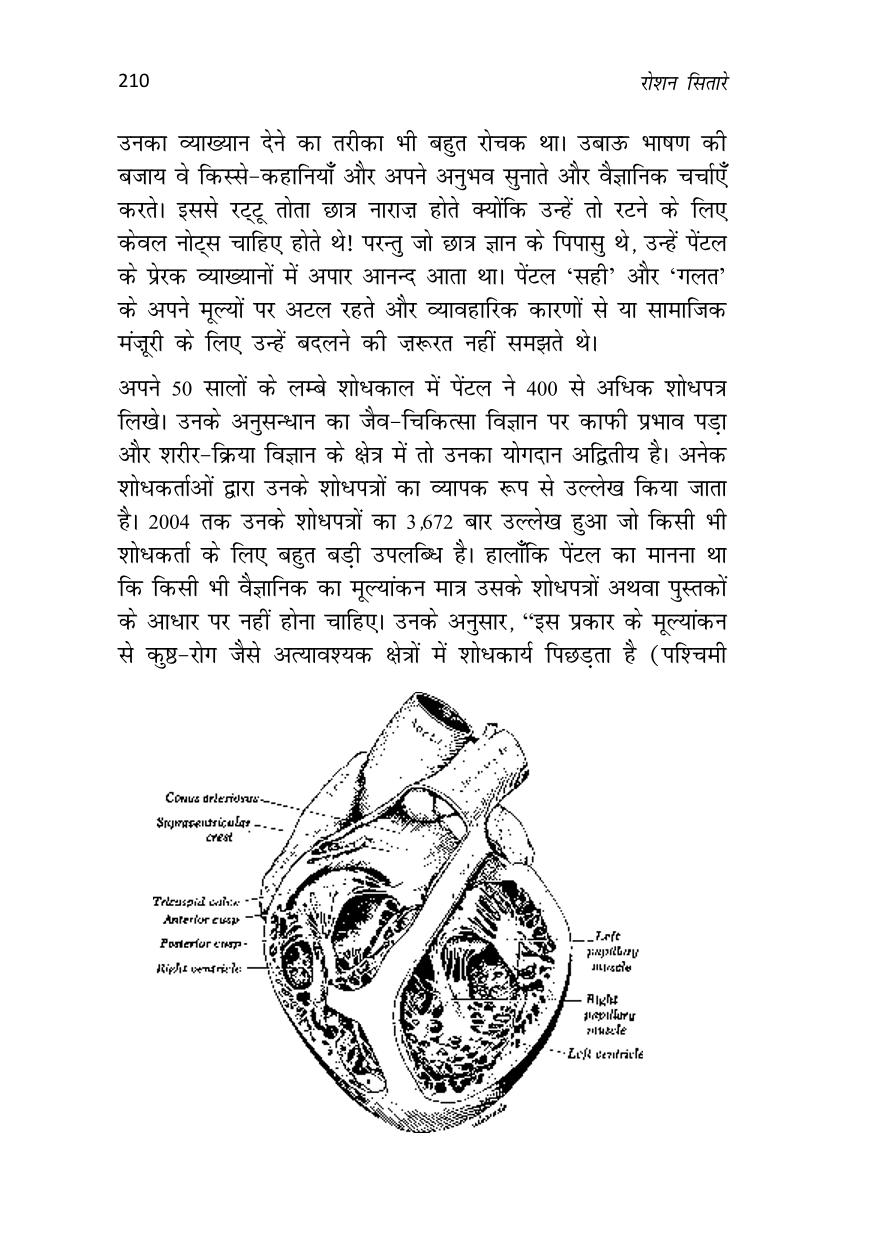 210 रोशन सितारे
उनका व्याख्यान देने का तरीका भी बहुत रोचक था। उबाऊ भाषण की
बजाय वे किस्से-कहानियाँ और अपने अनुभव सुनाते और वैज्ञानिक चर्चाएँ
करते। इससे रट्टू तोता छात्र नाराज़ होते क्योंकि उन्हें तो रटने के लिए
केवल नोट्स चाहिए होते थे! परन्तु जो छात्र ज्ञान के पिपासु थे, उन्हें पेंटल
के प्रेरक व्याख्यानों में अपार आनन्द आता था। पेंटल ‘सही’ और ‘गलत’
के अपने मूल्यों पर अटल रहते और व्यावहारिक कारणों से या सामाजिक
मंज़ूरी के लिए उन्हें बदलने की ज़रूरत नहीं समझते थे।
अपने 50 सालों के लम्बे शोधकाल में पेंटल ने 400 से अधिक शोधपत्र
लिखे। उनके अनुसन्धान का जैव-चिकित्सा विज्ञान पर काफी प्रभाव पड़ा
और शरीर-क्रिया विज्ञान के क्षेत्र में तो उनका योगदान अद्वितीय है। अनेक
शोधकर्ताओं द्वारा उनके शोधपत्रों का व्यापक रूप से उल्लेख किया जाता
है। 2004 तक उनके शोधपत्रों का 3,672 बार उल्लेख हुआ जो किसी भी
शोधकर्ता के लिए बहुत बड़ी उपलब्धि है। हालाँकि पेंटल का मानना था
कि किसी भी वैज्ञानिक का मूल्यांकन मात्र उसके शोधपत्रों अथवा पुस्तकों
के आधार पर नहीं होना चाहिए। उनके अनुसार, “इस प्रकार के मूल्यांकन
से कुष्ठ-रोग जैसे अत्यावश्यक क्षेत्रों में शोधकार्य पिछड़ता है (पश्चिमी
Aorta
Conus arteriosus
Supraventricular
crest
Tricuspid valve
Anterior cusp
Posterior cusp
Right ventricle
Left
papillary
muscle
Right
papillary
muscle
Left ventricle